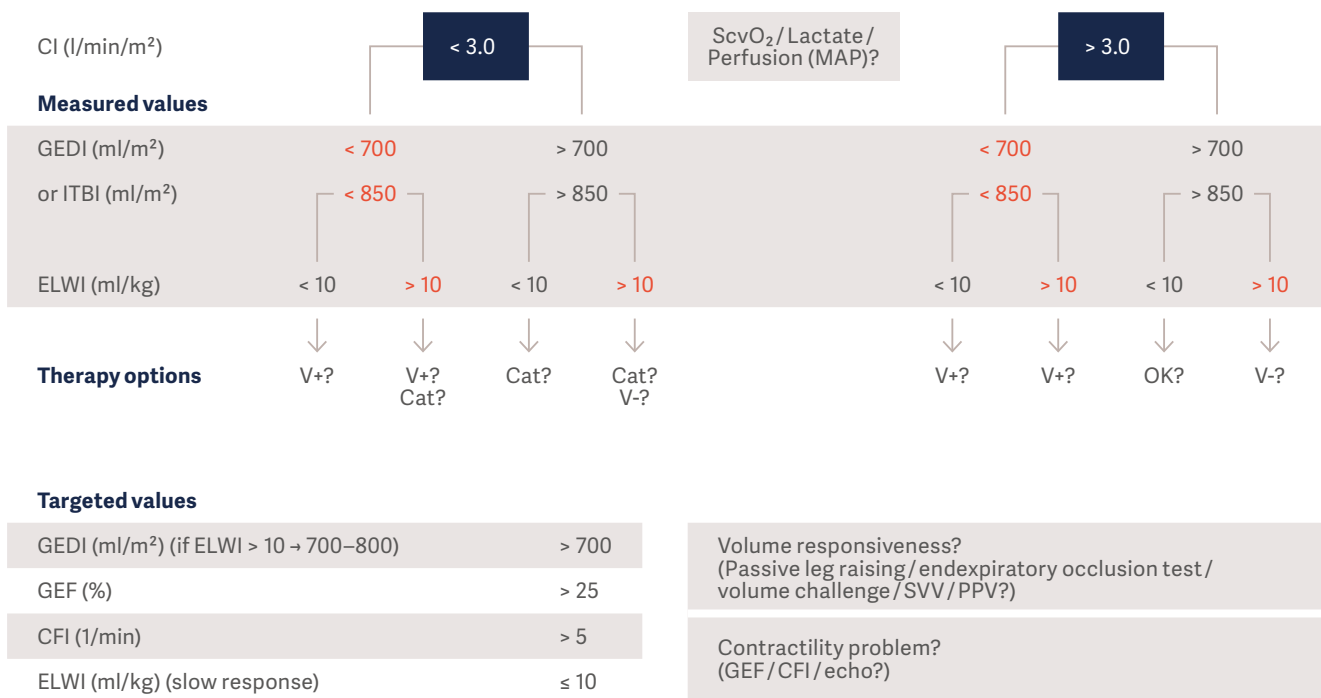 CI (l/min/m²) < 3.0 ScvO₂/Lactate/ > 3.0
Perfusion (MAP)?
Measured values
GEDI (ml/m²) < 700 > 700 < 700 > 700
or ITBI (ml/m²) < 850 > 850 < 850 > 850
ELWI (ml/kg) < 10 > 10 < 10 > 10 < 10 > 10 < 10 > 10
Therapy options V+? V+? Cat? Cat? V+? V+? OK? V-?
Cat? V-?
Targeted values
GEDI (ml/m²) (if ELWI > 10 → 700–800) > 700
GEF (%) > 25
CFI (1/min) > 5
ELWI (ml/kg) (slow response) ≤ 10
Volume responsiveness?
(Passive leg raising/endexpiratory occlusion test/
volume challenge/SVV/PPV?)
Contractility problem?
(GEF/CFI/echo?)